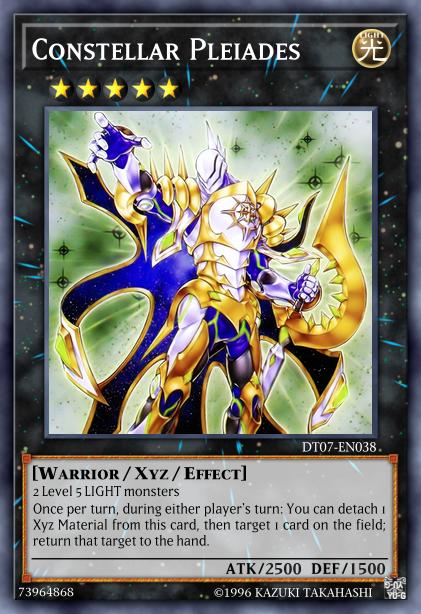 CONSTELLAR PLEIADES
LIGHT
光
DT07-EN038
[WARRIOR / XYZ / EFFECT]
2 Level 5 LIGHT monsters
Once per turn, during either player's turn: You can detach 1
Xyz Material from this card, then target 1 card on the field;
return that target to the hand.
ATK/2500 DEF/1500
73964868
©1996 KAZUKI TAKAHASHI